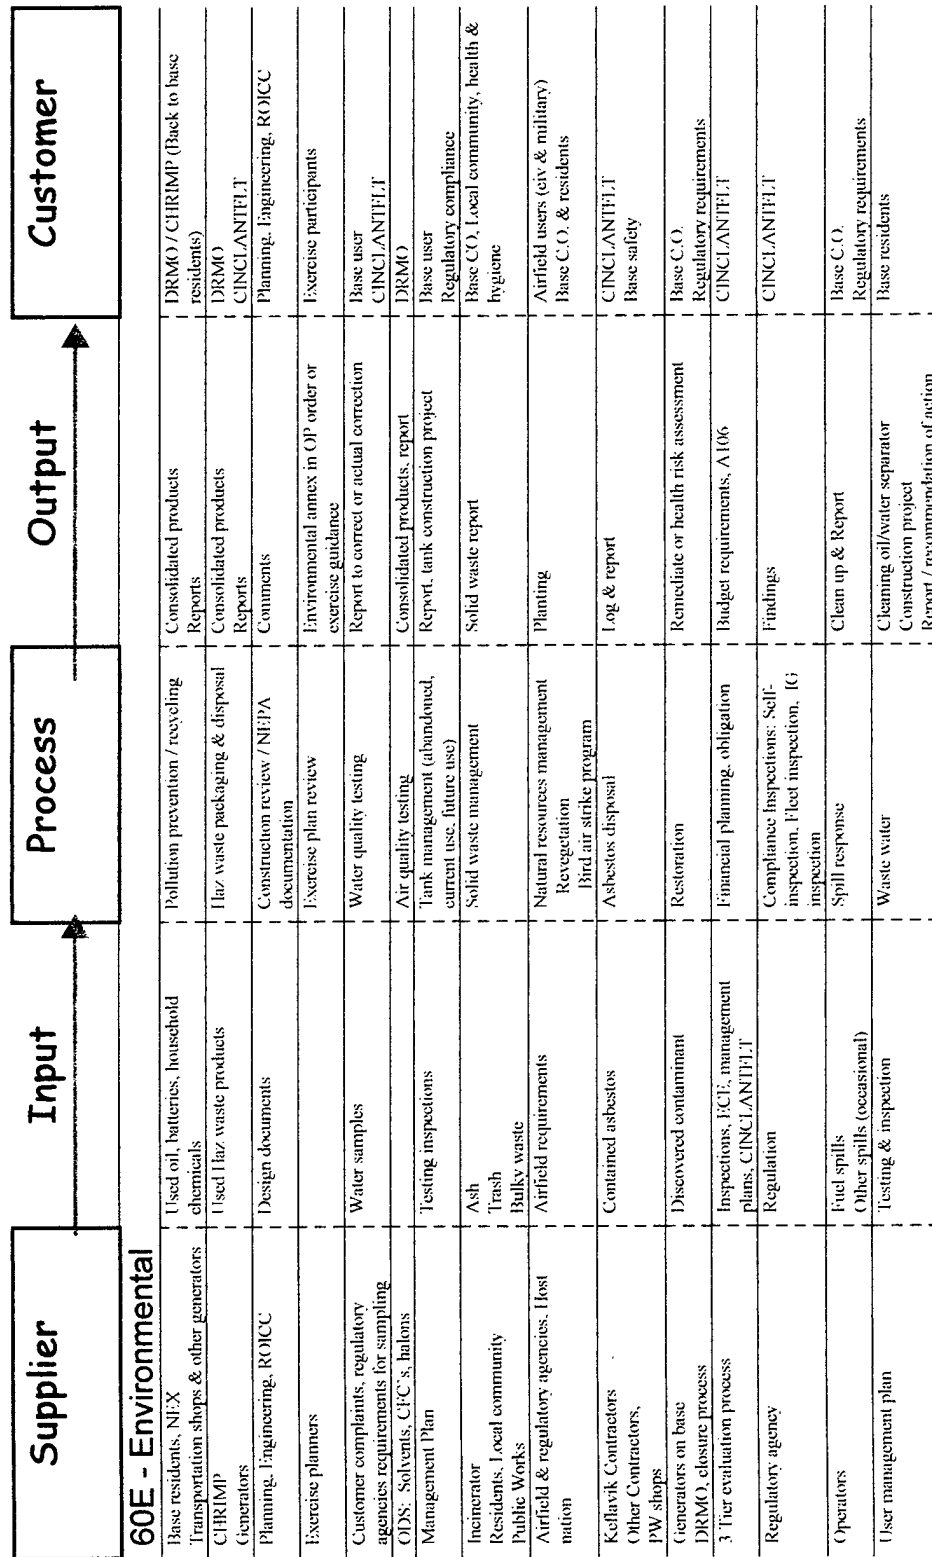 Supplier
Input
Process
Output
Customer
60E - Environmental
Base residents, NEX
Transportation shops & other generators
Used oil, batteries, household
chemicals
Pollution prevention / recycling
Consolidated products
Reports
DRMO / CHRIMP (Back to base
residents)
CHRIMP
Generators
Used Haz waste products
Haz waste packaging & disposal
Consolidated products
Reports
DRMO
CINCLANTFLT
Planning, Engineering, ROICC
Design documents
Construction review / NEPA
documentation
Comments
Planning, Engineering, ROICC
Exercise planners
Exercise plan review
Environmental annex in OP order or
exercise guidance
Exercise participants
Customer complaints, regulatory
agencies requirements for sampling
Water samples
Water quality testing
Report to correct or actual correction
Base user
CINCLANTFLT
ODS: Solvents, CFC's, halons
Air quality testing
Consolidated products, report
DRMO
Management Plan
Testing inspections
Tank management (abandoned,
current use, future use)
Report, tank construction project
Base user
Regulatory compliance
Incinerator
Residents, Local community
Public Works
Ash
Trash
Bulky waste
Solid waste management
Solid waste report
Base CO, Local community, health &
hygiene
Airfield & regulatory agencies, Host
nation
Airfield requirements
Natural resources management
Revegetation
Bird air strike program
Planting
Airfield users (civ & military)
Base C.O. & residents
Keflavik Contractors
Other Contractors,
PW shops
Contained asbestos
Asbestos disposal
Log & report
CINCLANTFLT
Base safety
Generators on base
DRMO, closure process
Discovered contaminant
Restoration
Remediate or health risk assessment
Base C.O.
Regulatory requirements
3 Tier evaluation process
Inspections, ECE, management
plans, CINCLANTFLT
Financial planning, obligation
Budget requirements, A106
CINCLANTFLT
Regulatory agency
Regulation
Compliance Inspections: Self-
inspection, Fleet inspection, IG
inspection
Findings
CINCLANTFLT
Operators
Fuel spills
Other spills (occasional)
Spill response
Clean up & Report
Base C.O.
Regulatory requirements
User management plan
Testing & inspection
Waste water
Cleaning oil/water separator
Construction project
Report / recommendation of action
Base residents